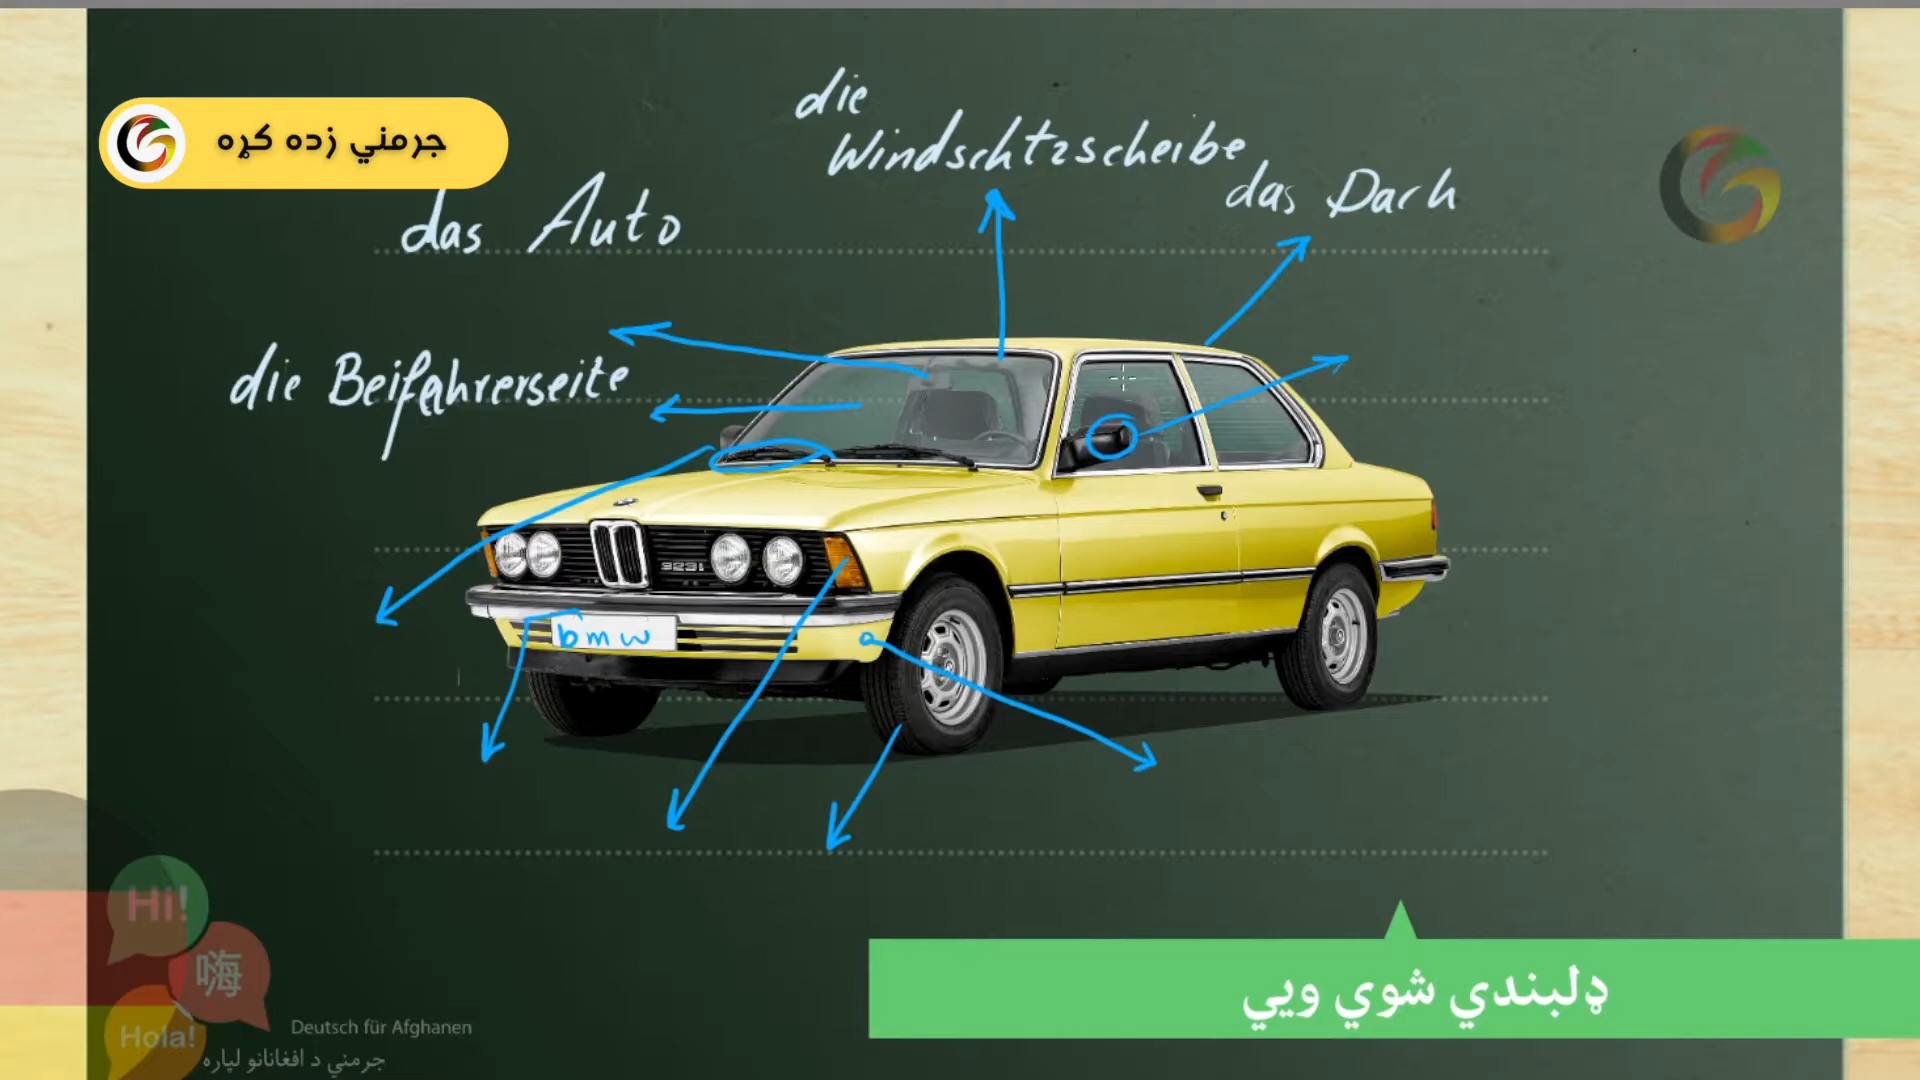 جرمني زده کړه
die
Windschtzscheibe
das Dach
das Auto
die Beifahrerseite
323i
bmw
ډلبندي شوي ويي
Hi!
嗨
Hola!
Deutsch für Afghanen
جرمني د افغانانو لپاره